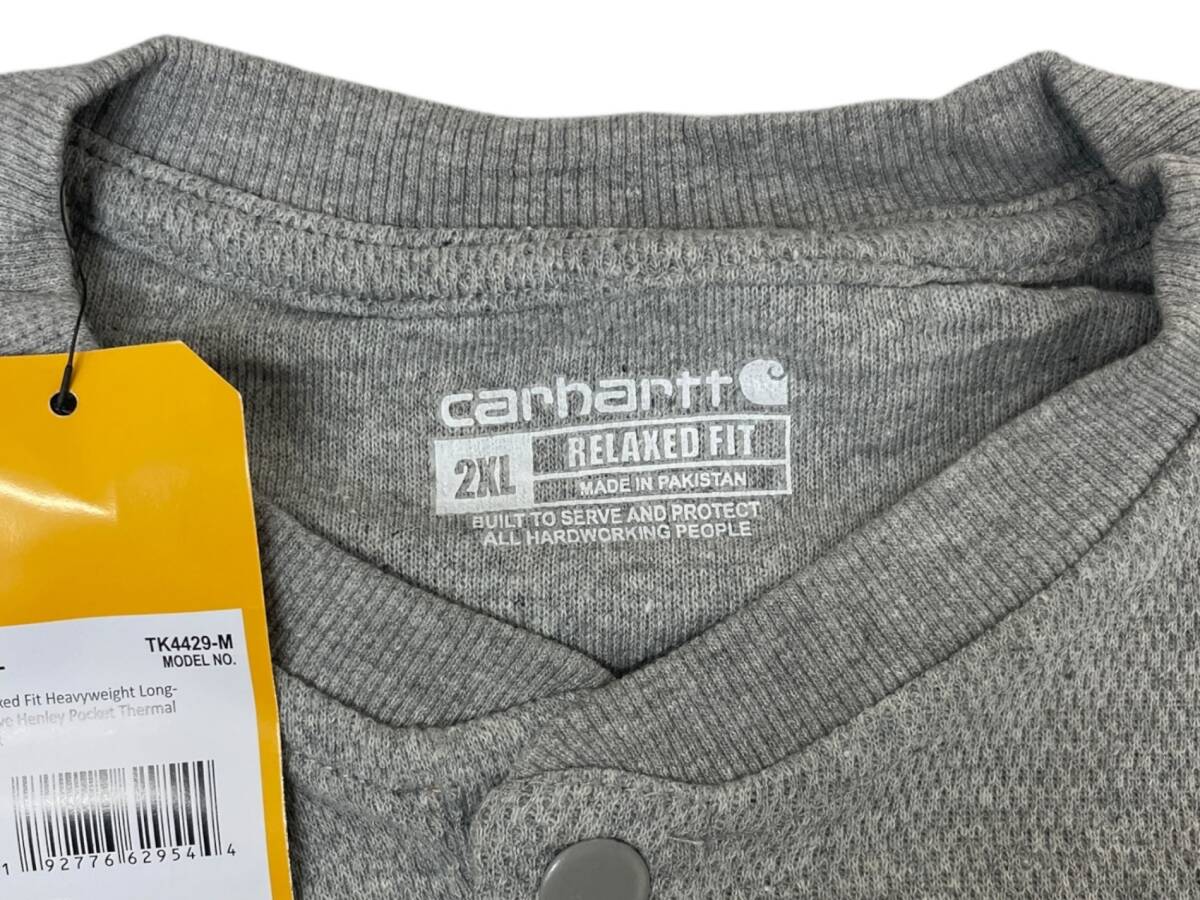 carhartt
2XL RELAXED FIT
MADE IN PAKISTAN
BUILT TO SERVE AND PROTECT
ALL HARDWORKING PEOPLE
TK4429-M
MODEL NO.
xed Fit Heavyweight Long-
ve Henley Pocket Thermal
1 92776 62954 4